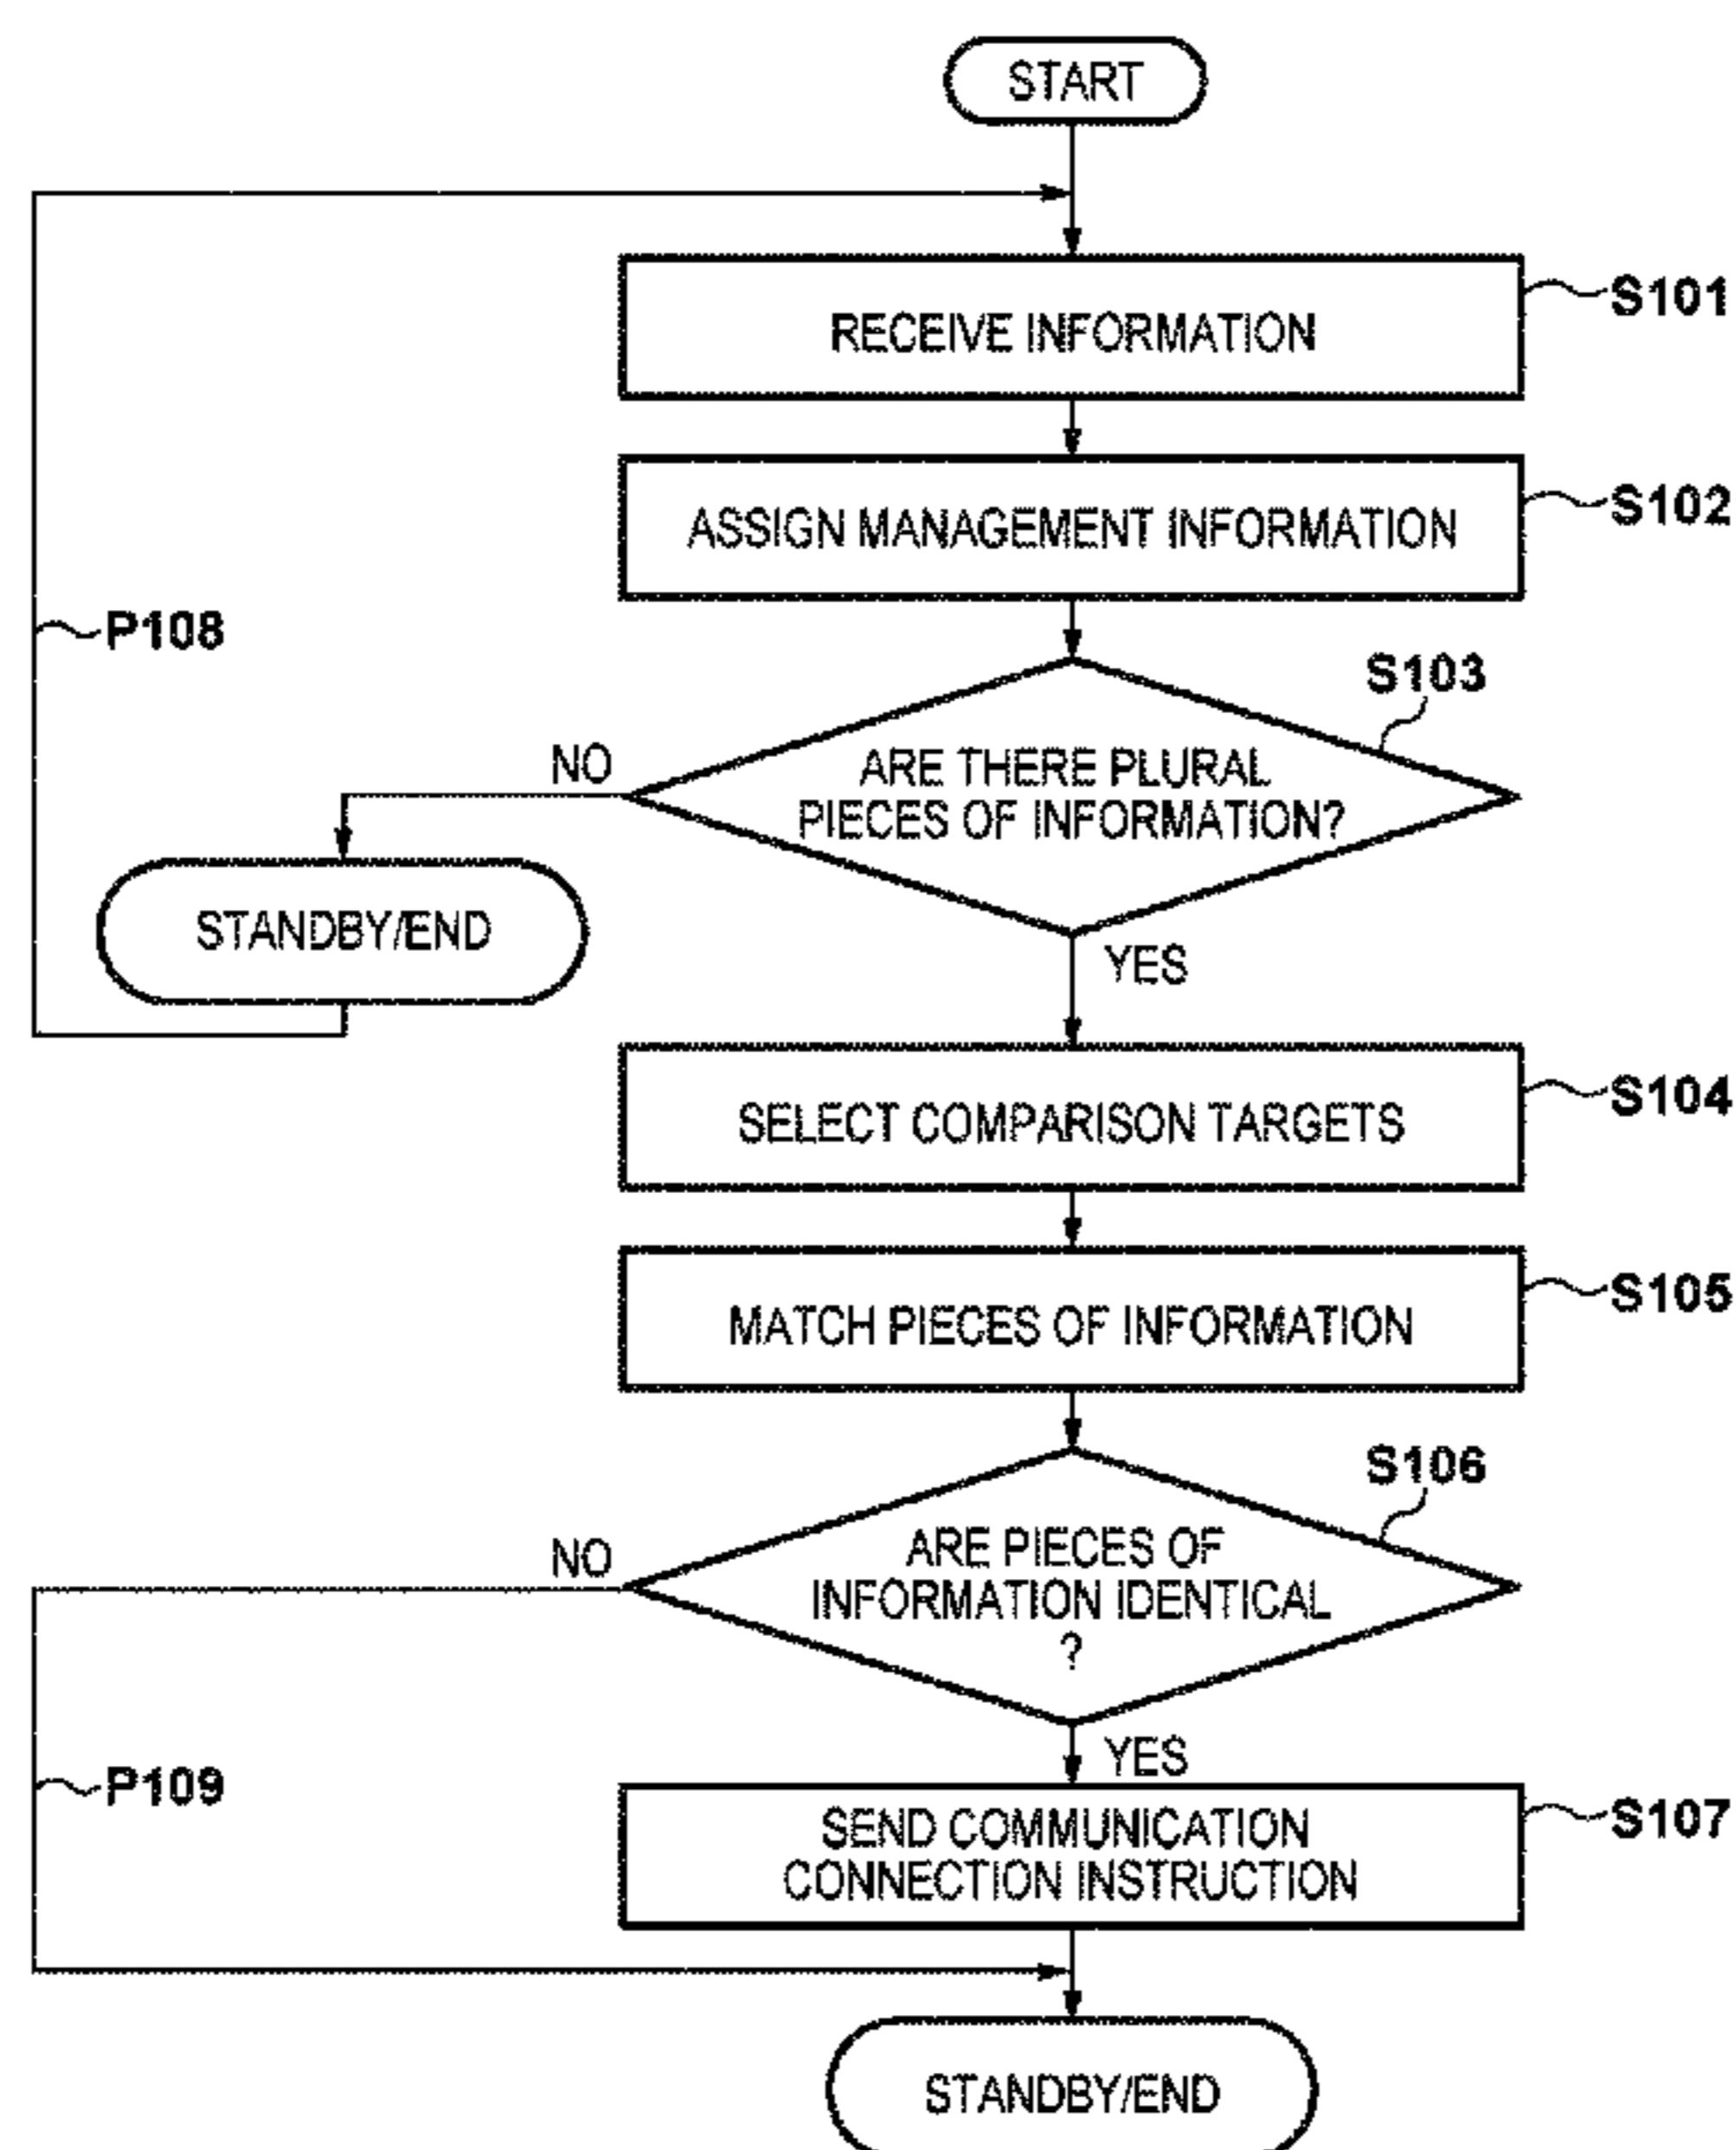 START
RECEIVE INFORMATION
S101
ASSIGN MANAGEMENT INFORMATION
S102
P108
S103
NO
ARE THERE PLURAL
PIECES OF INFORMATION?
STANDBY/END
YES
SELECT COMPARISON TARGETS
S104
MATCH PIECES OF INFORMATION
S105
S106
NO
ARE PIECES OF
INFORMATION IDENTICAL
?
YES
P109
SEND COMMUNICATION
CONNECTION INSTRUCTION
S107
STANDBY/END